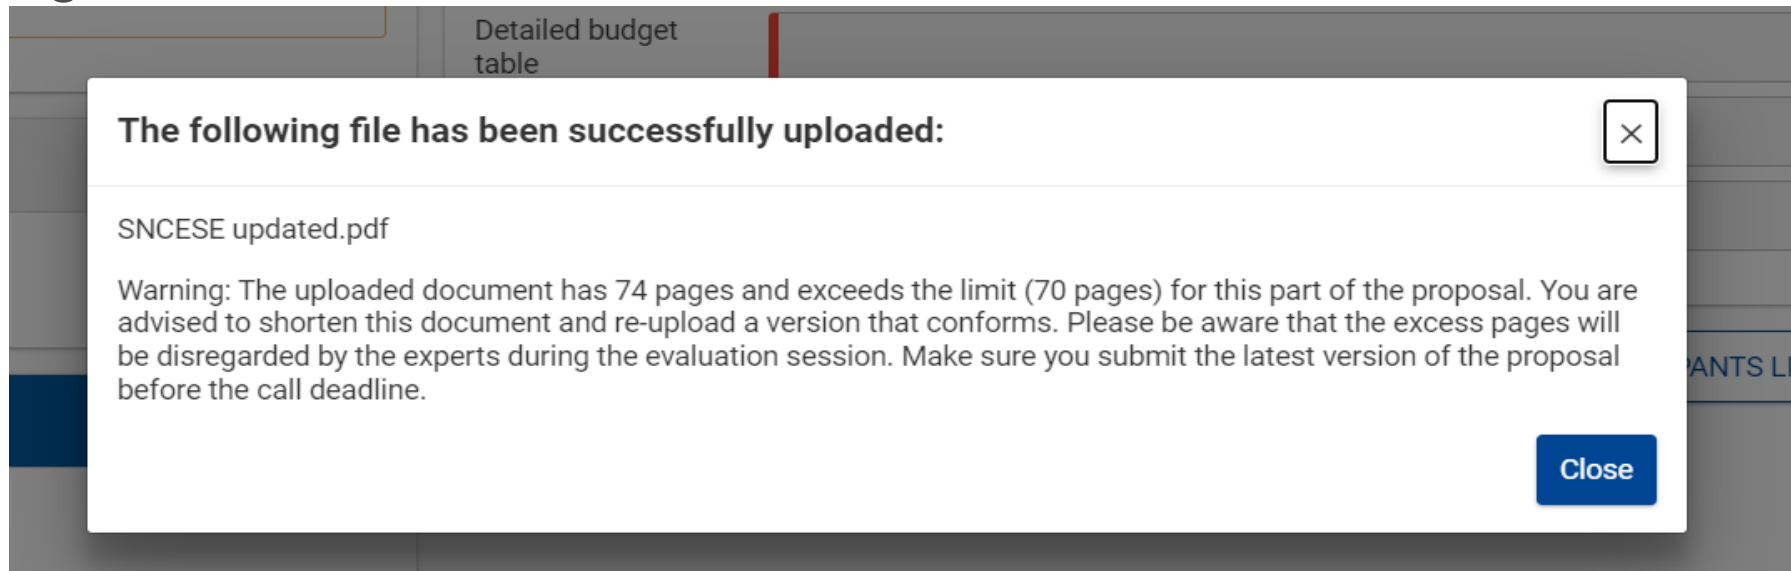 Detailed budget
table
The following file has been successfully uploaded:
×
SNCESE updated.pdf
Warning: The uploaded document has 74 pages and exceeds the limit (70 pages) for this part of the proposal. You are
advised to shorten this document and re-upload a version that conforms. Please be aware that the excess pages will
be disregarded by the experts during the evaluation session. Make sure you submit the latest version of the proposal
before the call deadline.
PANTS LI
Close